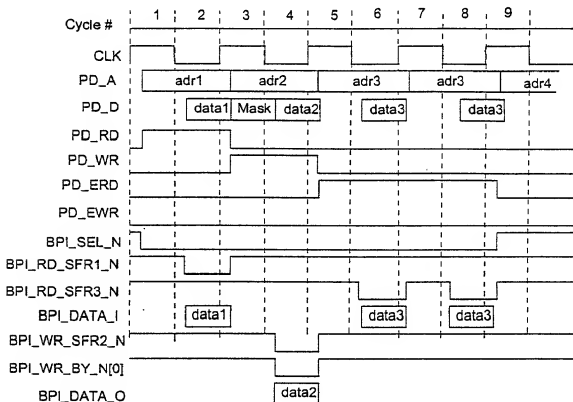 Cycle # 1 2 3 4 5 6 7 8 9
CLK
PD_A adr1 adr2 adr3 adr3 adr4
PD_D data1 Mask data2 data3 data3
PD_RD
PD_WR
PD_ERD
PD_EWR
BPI_SEL_N
BPI_RD_SFR1_N
BPI_RD_SFR3_N
BPI_DATA_I data1 data3 data3
BPI_WR_SFR2_N
BPI_WR_BY_N[0]
BPI_DATA_O data2